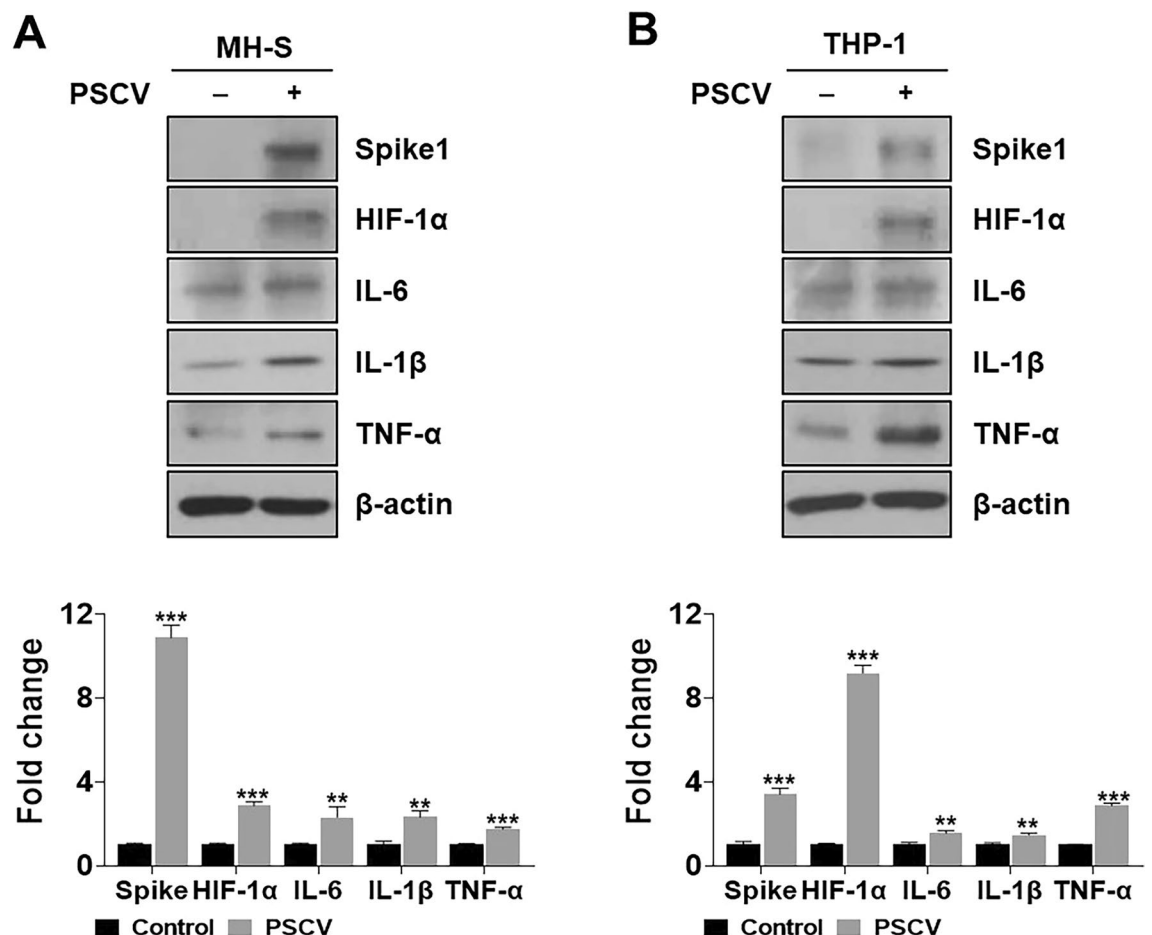 A
MH-S
PSCV – +
Spike1
HIF-1α
IL-6
IL-1β
TNF-α
β-actin
12
8
4
0
Fold change
***
***
**
**
***
Spike HIF-1α IL-6 IL-1β TNF-α
Control PSCV
B
THP-1
PSCV – +
Spike1
HIF-1α
IL-6
IL-1β
TNF-α
β-actin
12
8
4
0
Fold change
***
***
**
**
***
Spike HIF-1α IL-6 IL-1β TNF-α
Control PSCV